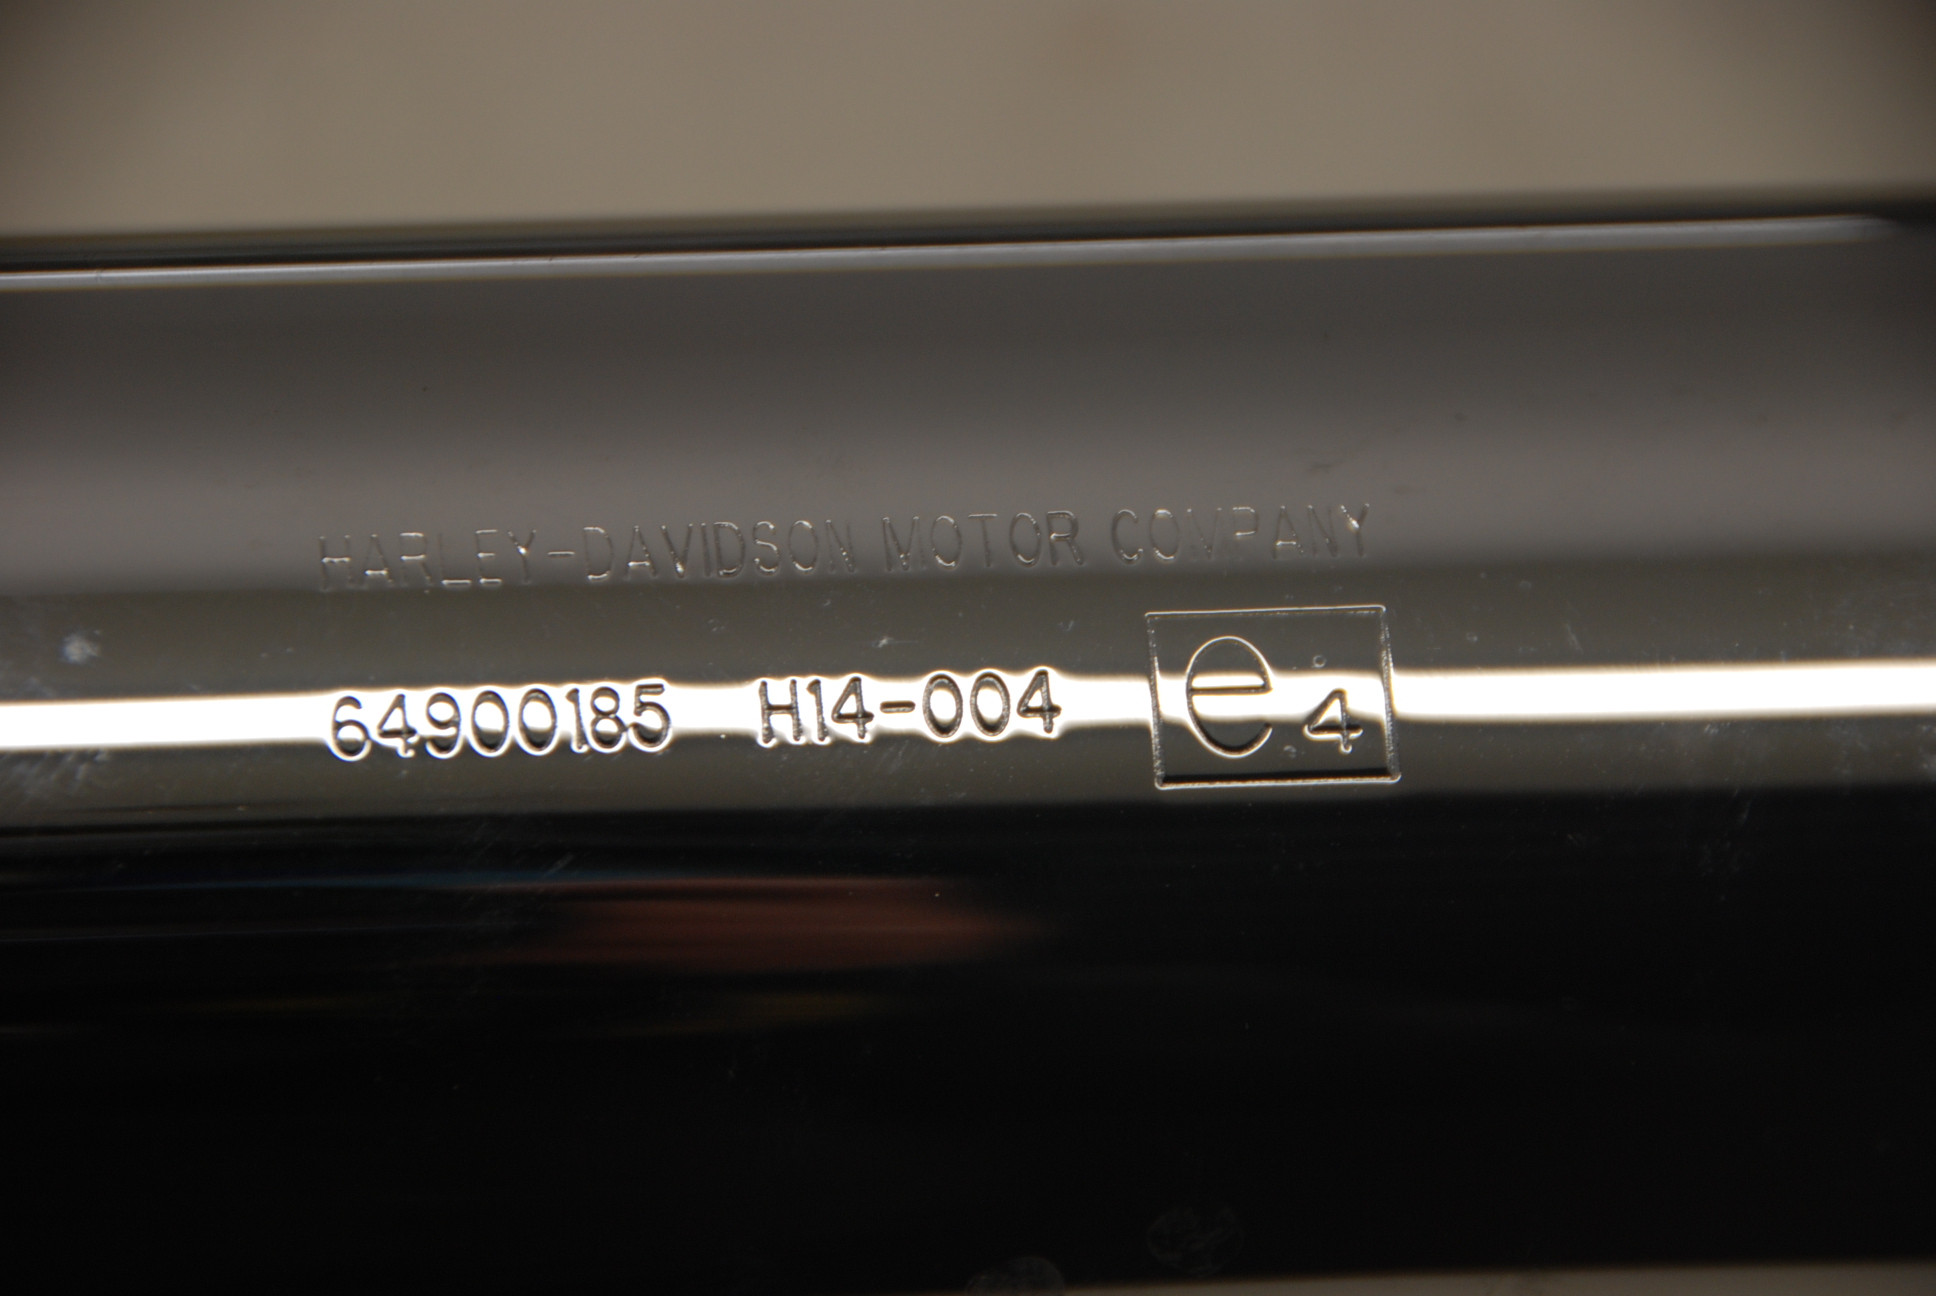 HARLEY-DAVIDSON MOTOR COMPANY
64900185 H14-004 e4